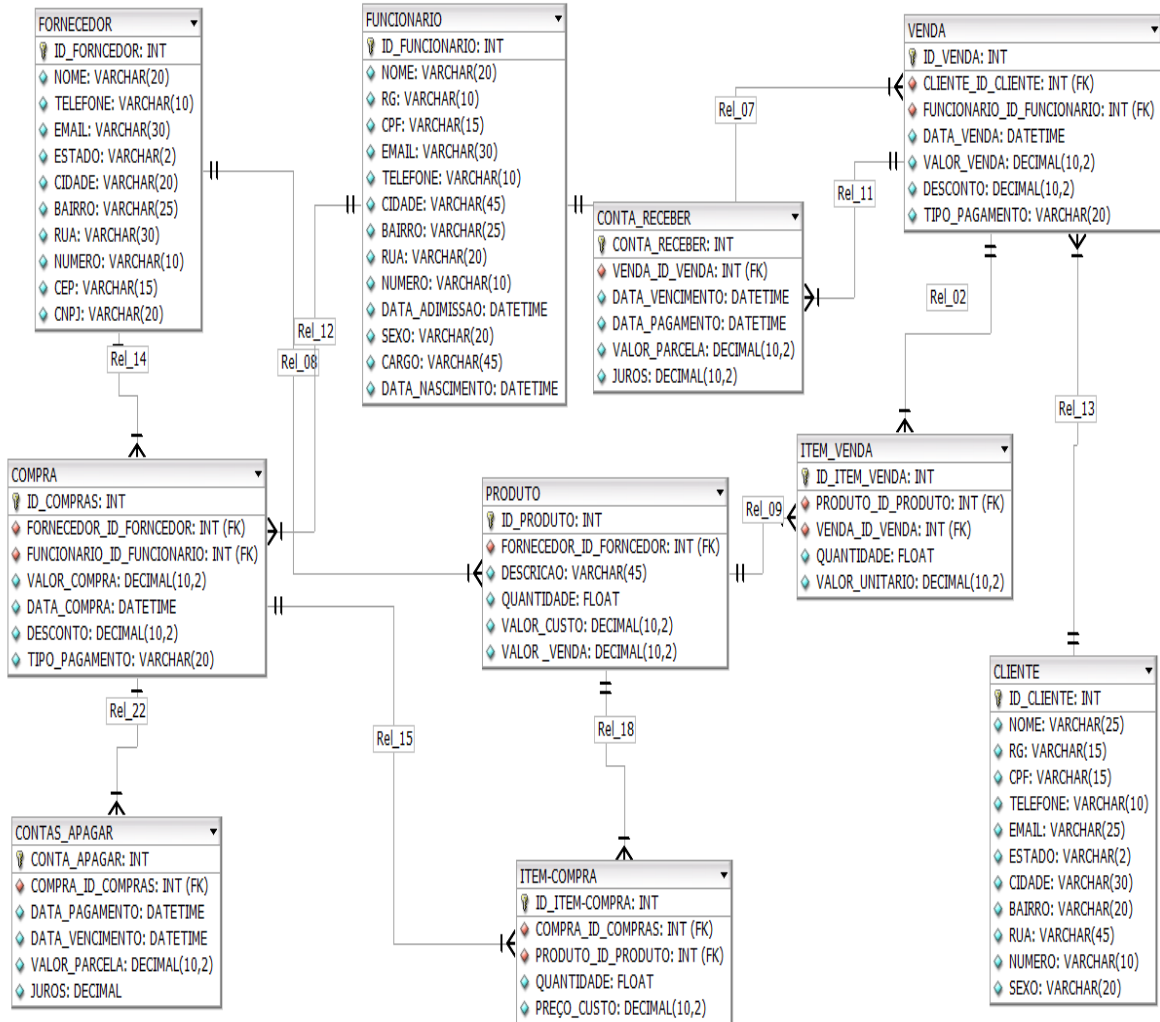 FORNECEDOR
ID_FORNCEDOR: INT
NOME: VARCHAR(20)
TELEFONE: VARCHAR(10)
EMAIL: VARCHAR(30)
ESTADO: VARCHAR(2)
CIDADE: VARCHAR(20)
BAIRRO: VARCHAR(25)
RUA: VARCHAR(30)
NUMERO: VARCHAR(10)
CEP: VARCHAR(15)
CNPJ: VARCHAR(20)
FUNCIONARIO
ID_FUNCIONARIO: INT
NOME: VARCHAR(20)
RG: VARCHAR(10)
CPF: VARCHAR(15)
EMAIL: VARCHAR(30)
TELEFONE: VARCHAR(10)
CIDADE: VARCHAR(45)
BAIRRO: VARCHAR(25)
RUA: VARCHAR(20)
NUMERO: VARCHAR(10)
DATA_ADIMISSAO: DATETIME
SEXO: VARCHAR(20)
CARGO: VARCHAR(45)
DATA_NASCIMENTO: DATETIME
VENDA
ID_VENDA: INT
CLIENTE_ID_CLIENTE: INT (FK)
FUNCIONARIO_ID_FUNCIONARIO: INT (FK)
DATA_VENDA: DATETIME
VALOR_VENDA: DECIMAL(10,2)
DESCONTO: DECIMAL(10,2)
TIPO_PAGAMENTO: VARCHAR(20)
Rel_07
Rel_11
CONTA_RECEBER
CONTA_RECEBER: INT
VENDA_ID_VENDA: INT (FK)
DATA_VENCIMENTO: DATETIME
DATA_PAGAMENTO: DATETIME
VALOR_PARCELA: DECIMAL(10,2)
JUROS: DECIMAL(10,2)
Rel_02
Rel_12
Rel_14
Rel_08
Rel_13
COMPRA
ID_COMPRAS: INT
FORNECEDOR_ID_FORNCEDOR: INT (FK)
FUNCIONARIO_ID_FUNCIONARIO: INT (FK)
VALOR_COMPRA: DECIMAL(10,2)
DATA_COMPRA: DATETIME
DESCONTO: DECIMAL(10,2)
TIPO_PAGAMENTO: VARCHAR(20)
PRODUTO
ID_PRODUTO: INT
FORNECEDOR_ID_FORNCEDOR: INT (FK)
DESCRICAO: VARCHAR(45)
QUANTIDADE: FLOAT
VALOR_CUSTO: DECIMAL(10,2)
VALOR _VENDA: DECIMAL(10,2)
Rel_09
ITEM_VENDA
ID_ITEM_VENDA: INT
PRODUTO_ID_PRODUTO: INT (FK)
VENDA_ID_VENDA: INT (FK)
QUANTIDADE: FLOAT
VALOR_UNITARIO: DECIMAL(10,2)
Rel_22
Rel_15
Rel_18
CLIENTE
ID_CLIENTE: INT
NOME: VARCHAR(25)
RG: VARCHAR(15)
CPF: VARCHAR(15)
TELEFONE: VARCHAR(10)
EMAIL: VARCHAR(25)
ESTADO: VARCHAR(2)
CIDADE: VARCHAR(30)
BAIRRO: VARCHAR(20)
RUA: VARCHAR(45)
NUMERO: VARCHAR(10)
SEXO: VARCHAR(20)
CONTAS_APAGAR
CONTA_APAGAR: INT
COMPRA_ID_COMPRAS: INT (FK)
DATA_PAGAMENTO: DATETIME
DATA_VENCIMENTO: DATETIME
VALOR_PARCELA: DECIMAL(10,2)
JUROS: DECIMAL
ITEM-COMPRA
ID_ITEM-COMPRA: INT
COMPRA_ID_COMPRAS: INT (FK)
PRODUTO_ID_PRODUTO: INT (FK)
QUANTIDADE: FLOAT
PREÇO_CUSTO: DECIMAL(10,2)